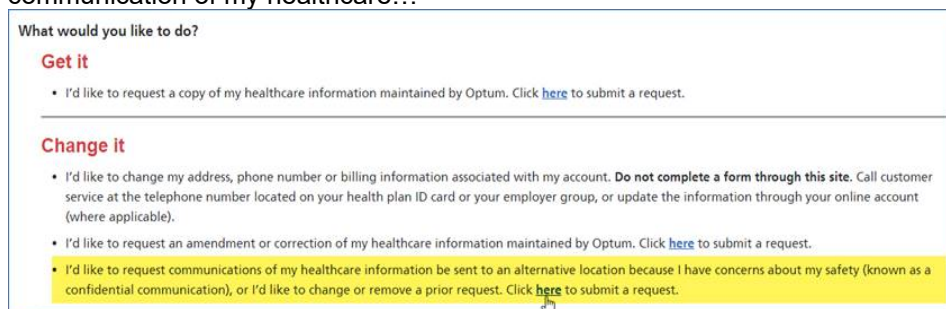 communication of my healthcare…
What would you like to do?
Get it
• I'd like to request a copy of my healthcare information maintained by Optum. Click here to submit a request.
Change it
• I'd like to change my address, phone number or billing information associated with my account. Do not complete a form through this site. Call customer
service at the telephone number located on your health plan ID card or your employer group, or update the information through your online account
(where applicable).
• I'd like to request an amendment or correction of my healthcare information maintained by Optum. Click here to submit a request.
• I'd like to request communications of my healthcare information be sent to an alternative location because I have concerns about my safety (known as a
confidential communication), or I'd like to change or remove a prior request. Click here to submit a request.